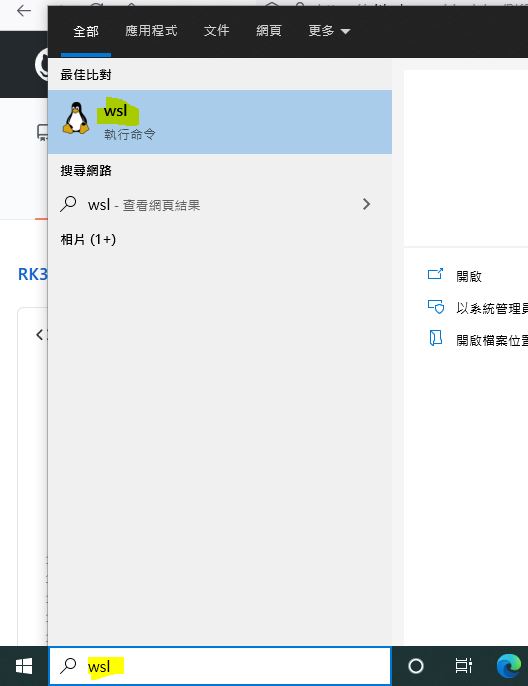 全部 應用程式 文件 網頁 更多
最佳比對
wsl
執行命令
搜尋網路
wsl - 查看網頁結果
相片 (1+)
開啟
以系統管理員
開啟檔案位置
RK3
wsl